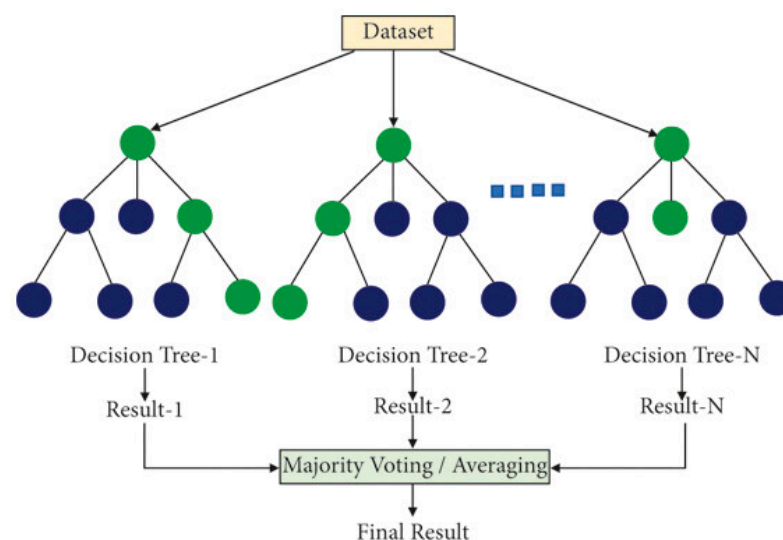 Dataset
Decision Tree-1
Decision Tree-2
Decision Tree-N
Result-1
Result-2
Result-N
Majority Voting / Averaging
Final Result